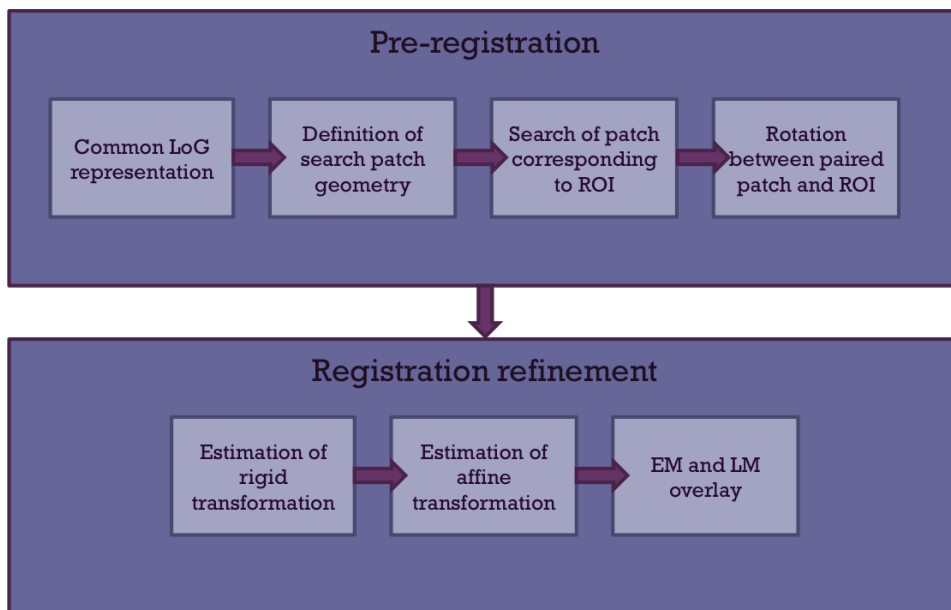 Pre-registration
Common LoG
representation
Definition of
search patch
geometry
Search of patch
corresponding
to ROI
Rotation
between paired
patch and ROI
Registration refinement
Estimation of
rigid
transformation
Estimation of
affine
transformation
EM and LM
overlay